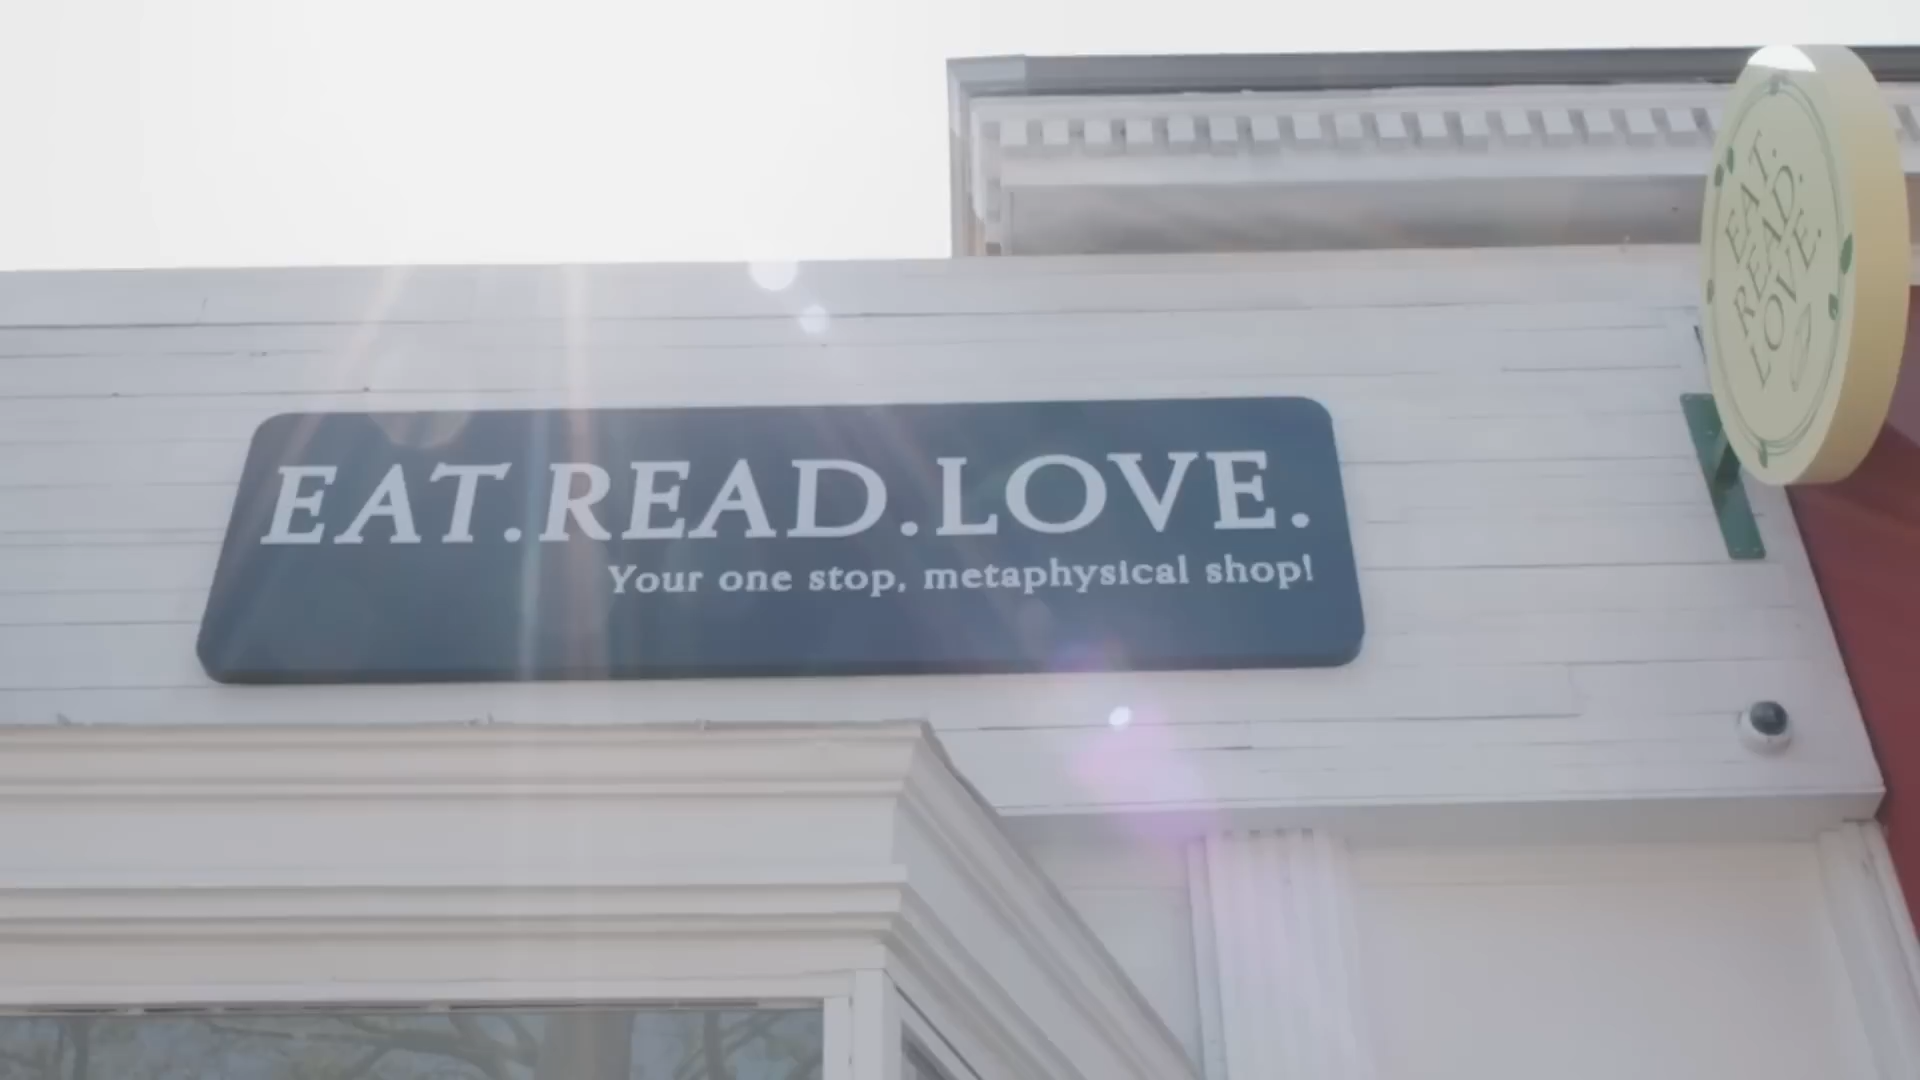 EAT.READ.LOVE.
Your one stop, metaphysical shop!
EAT.
READ.
LOVE.